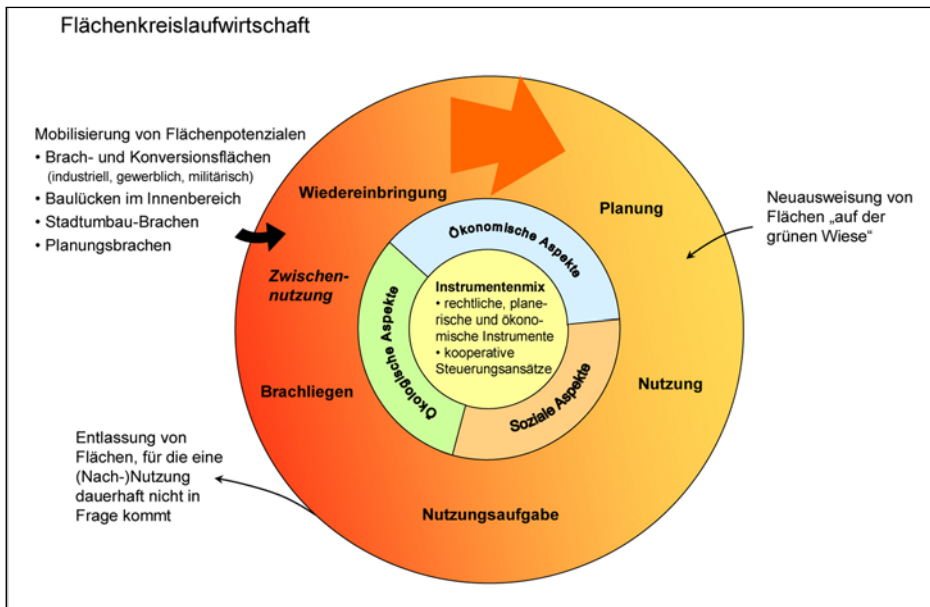 Flächenkreislaufwirtschaft
Mobilisierung von Flächenpotenzialen
• Brach- und Konversionsflächen
(industriell, gewerblich, militärisch)
• Baulücken im Innenbereich
• Stadtumbau-Brachen
• Planungsbrachen
Wiedereinbringung
Planung
Neuausweisung von
Flächen „auf der
grünen Wiese“
Zwischen-
nutzung
Ökonomische Aspekte
Ökologische Aspekte
Soziale Aspekte
Instrumentenmix
• rechtliche, plane-
rische und ökono-
mische Instrumente
• kooperative
Steuerungsansätze
Brachliegen
Nutzung
Entlassung von
Flächen, für die eine
(Nach-)Nutzung
dauerhaft nicht in
Frage kommt
Nutzungsaufgabe